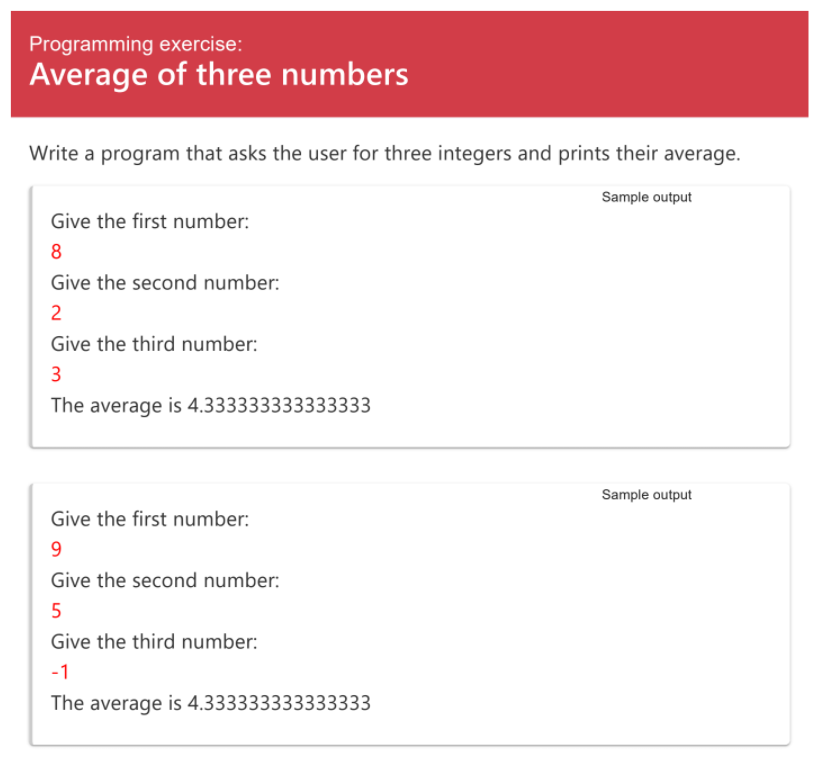 Programming exercise:
Average of three numbers
Write a program that asks the user for three integers and prints their average.
Sample output
Give the first number:
8
Give the second number:
2
Give the third number:
3
The average is 4.333333333333333
Sample output
Give the first number:
9
Give the second number:
5
Give the third number:
-1
The average is 4.333333333333333